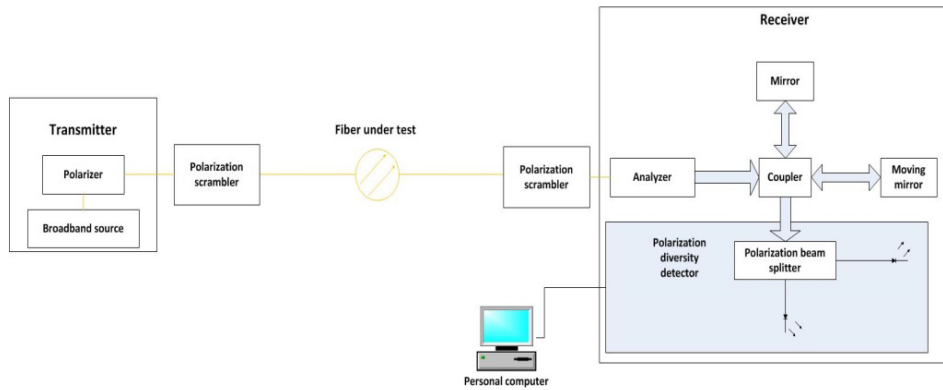 Receiver
Mirror
Transmitter
Fiber under test
Polarizer
Polarization
scrambler
Polarization
scrambler
Analyzer
Coupler
Moving
mirror
Broadband source
Polarization
diversity
detector
Polarization beam
splitter
Personal computer